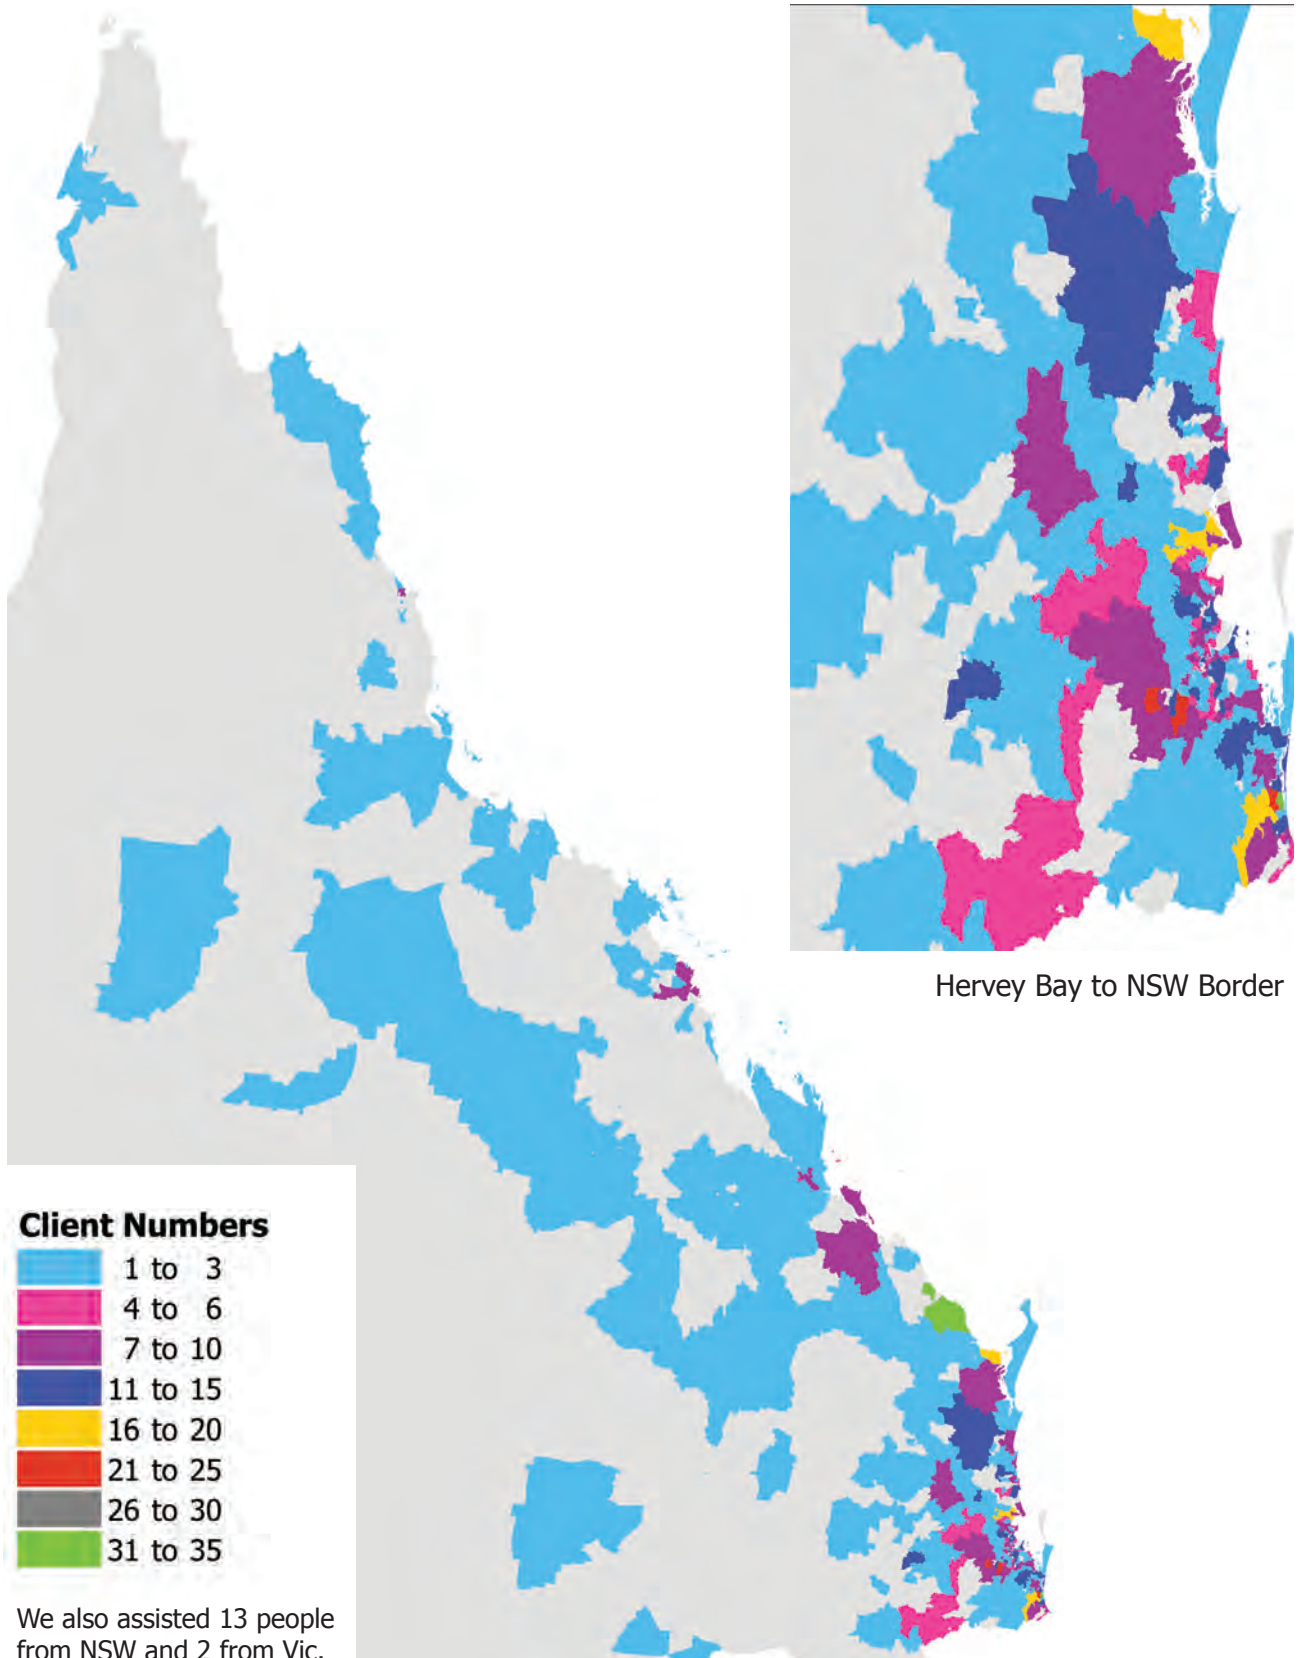 Hervey Bay to NSW Border
Client Numbers
1 to 3
4 to 6
7 to 10
11 to 15
16 to 20
21 to 25
26 to 30
31 to 35
We also assisted 13 people
from NSW and 2 from Vic.